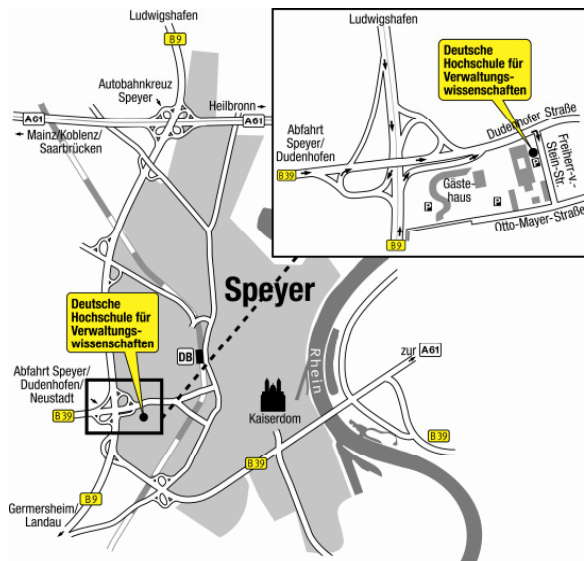 Ludwigshafen
B9
Autobahnkreuz
Speyer
Heilbronn
A61
A61
Mainz/Koblenz/
Saarbrücken
Deutsche
Hochschule für
Verwaltungs-
wissenschaften
Speyer
DB
Abfahrt Speyer/
Dudenhofen/
Neustadt
B39
Kaiserdom
Rhein
zur A61
B39
B39
B9
Germersheim/
Landau
Ludwigshafen
Deutsche
Hochschule für
Verwaltungs-
wissenschaften
Abfahrt
Speyer/
Dudenhofen
B39
Dudenhofer Straße
Freiherr-v.-
Stein-Str.
Gäste-
haus
P
P
P
Otto-Mayer-Straße
B9